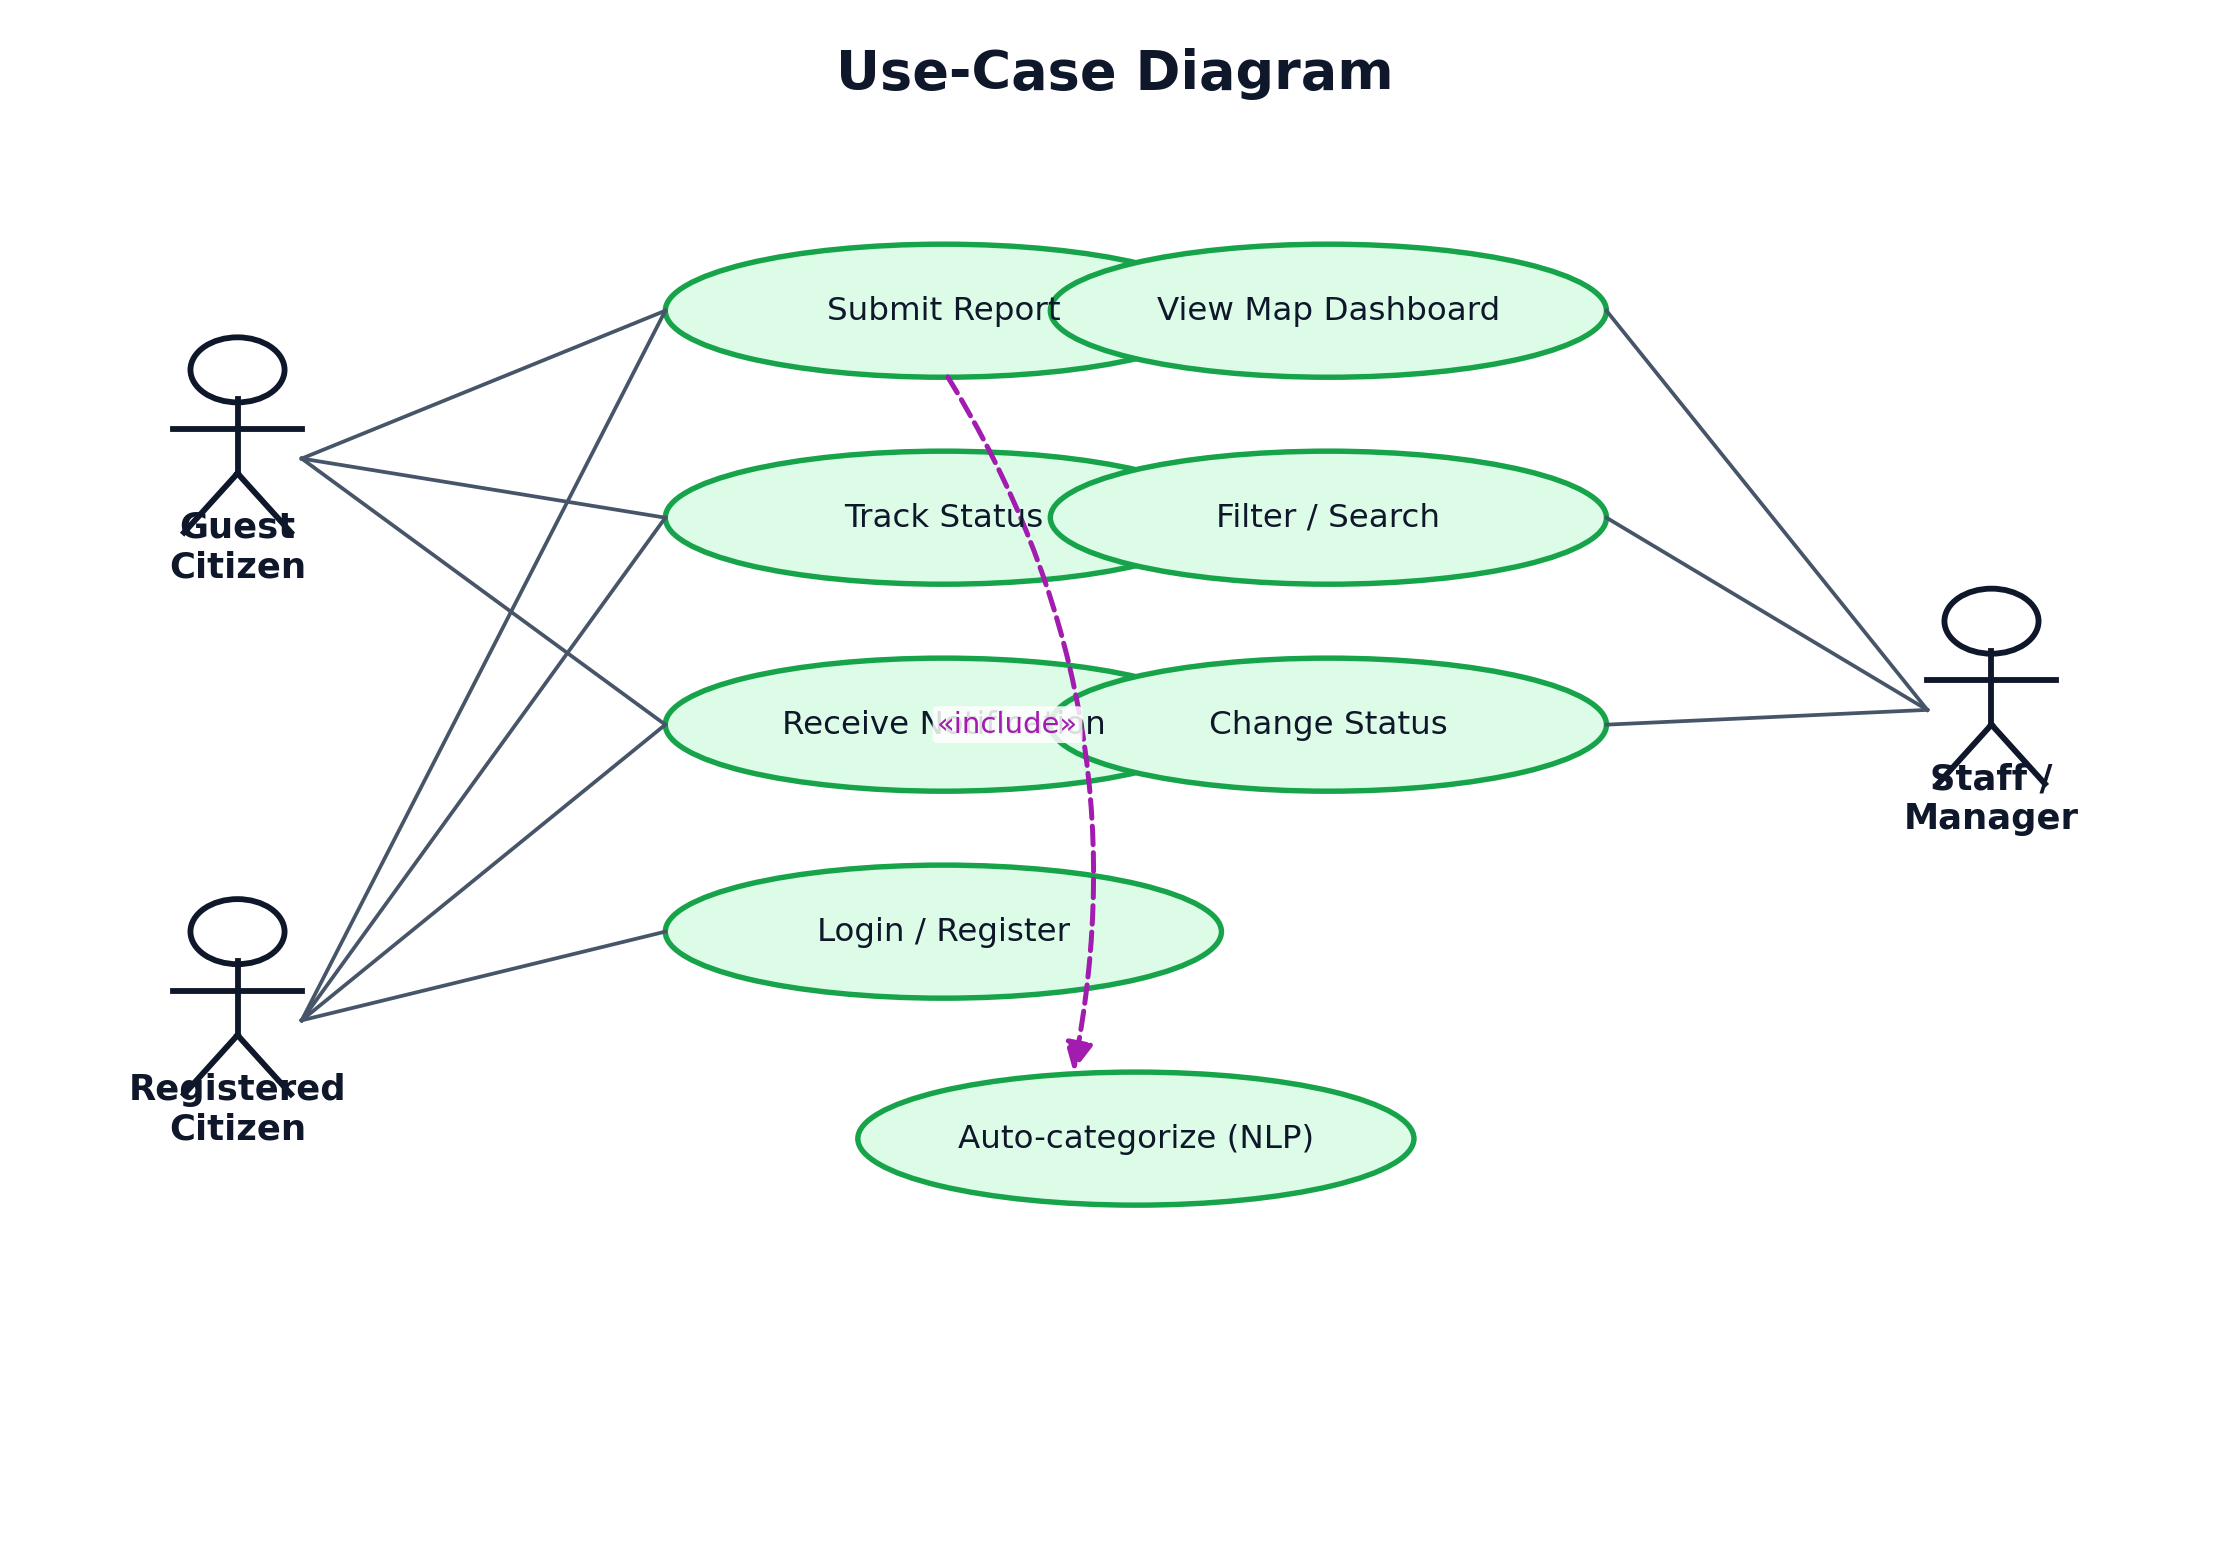 Use-Case Diagram
Submit Report
View Map Dashboard
Guest
Citizen
Track Status
Filter / Search
Receive
«include»
Change Status
Staff /
Manager
Login / Register
Registered
Citizen
Auto-categorize (NLP)